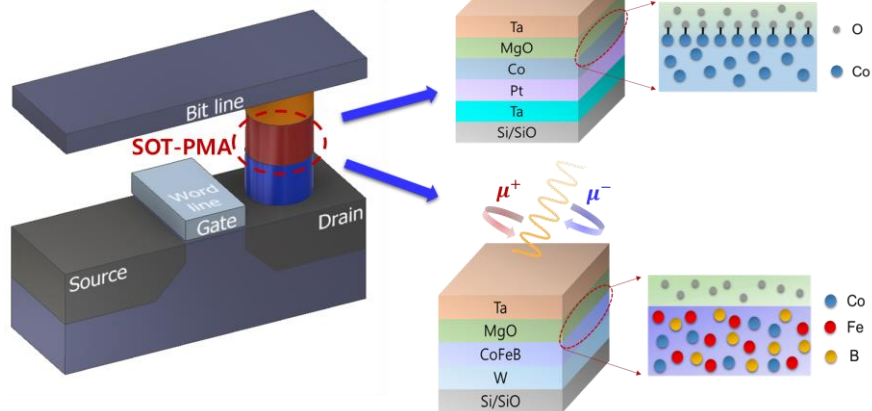 Bit line
SOT-PMA
Word
line
Gate
Drain
Source
Ta
MgO
Co
Pt
Ta
Si/SiO
O
Co
μ⁺
μ⁻
Ta
MgO
CoFeB
W
Si/SiO
Co
Fe
B